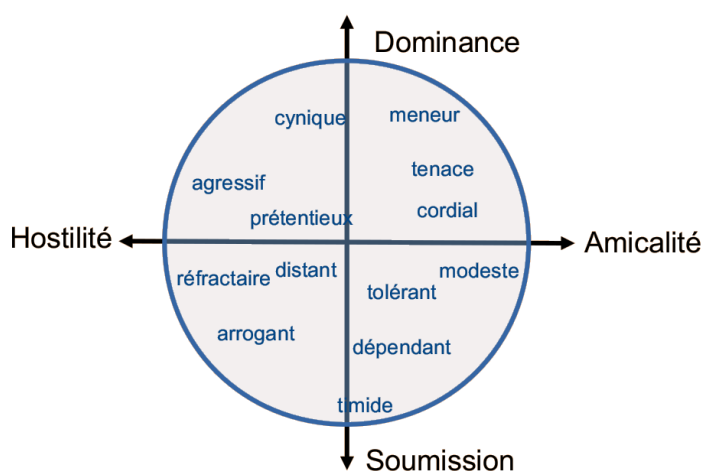 Dominance
cynique
meneur
tenace
agressif
cordial
prétentieux
Hostilité
Amicalité
réfractaire
distant
modeste
tolérant
arrogant
dépendant
timide
Soumission